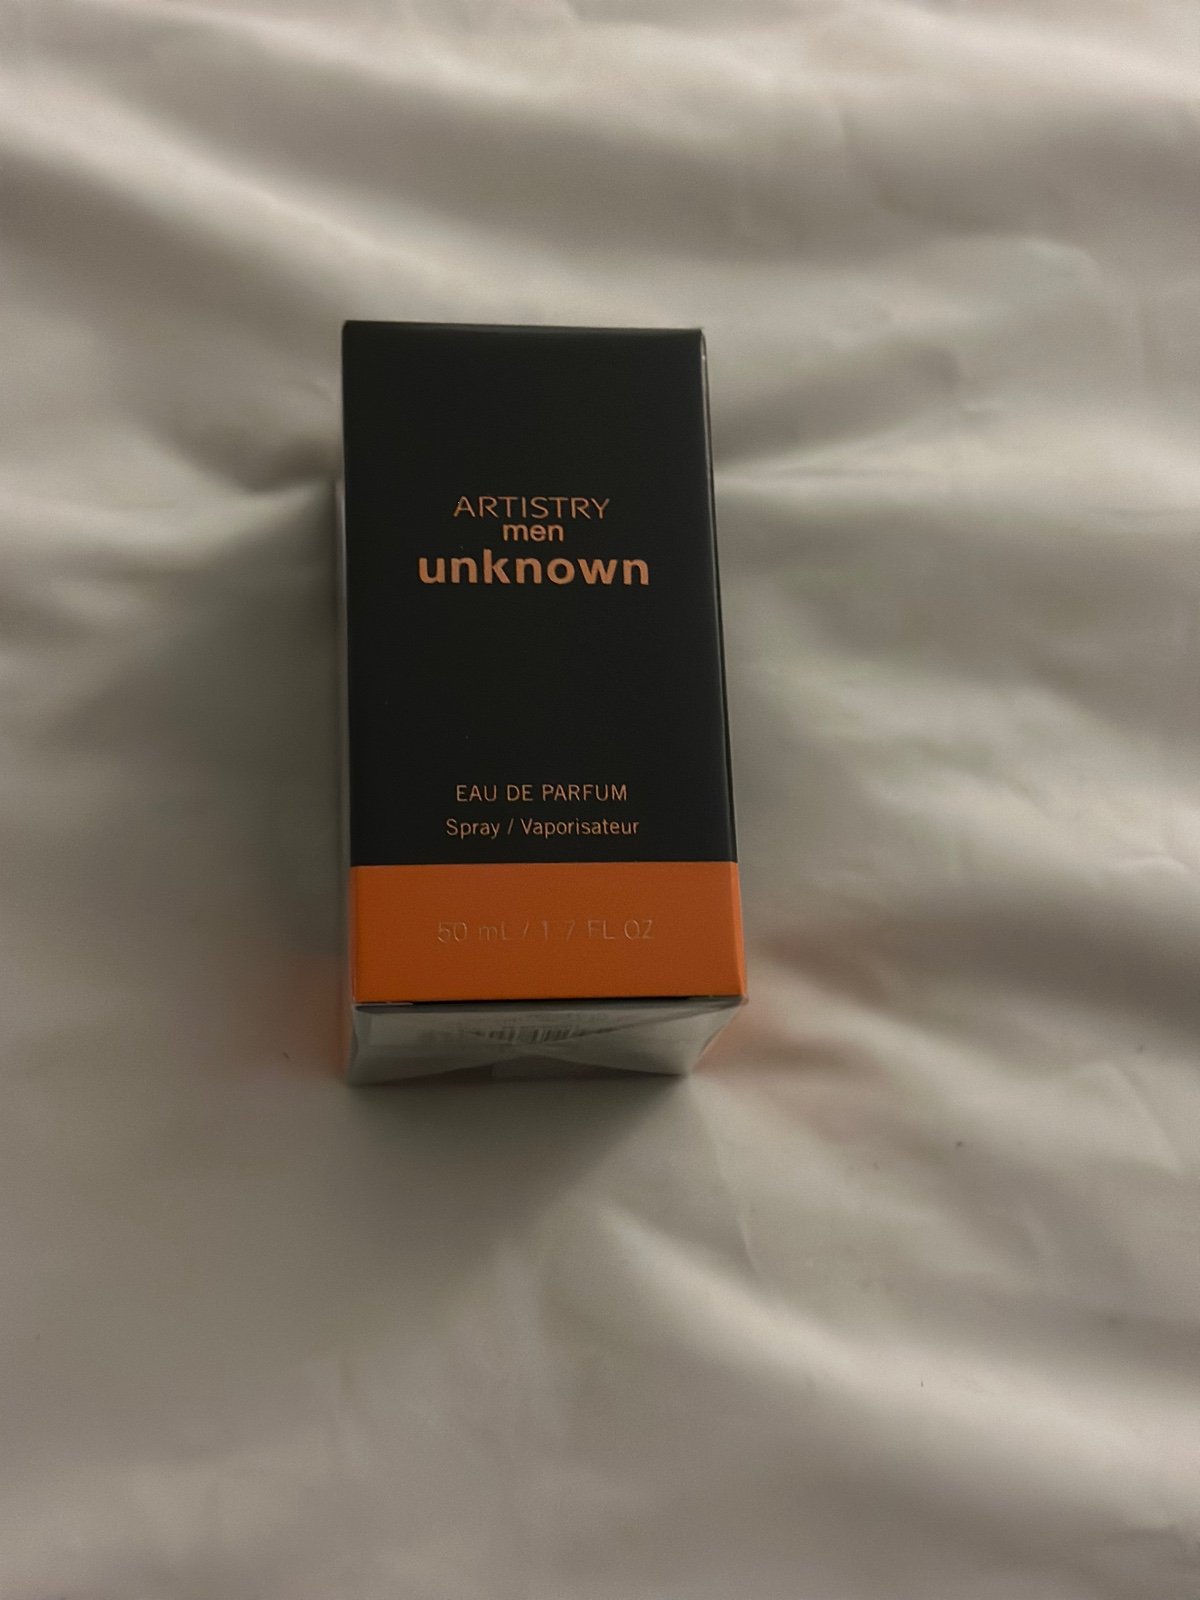 ARTISTRY
men
unknown
EAU DE PARFUM
Spray / Vaporisateur
50 mL / 1.7 FL OZ